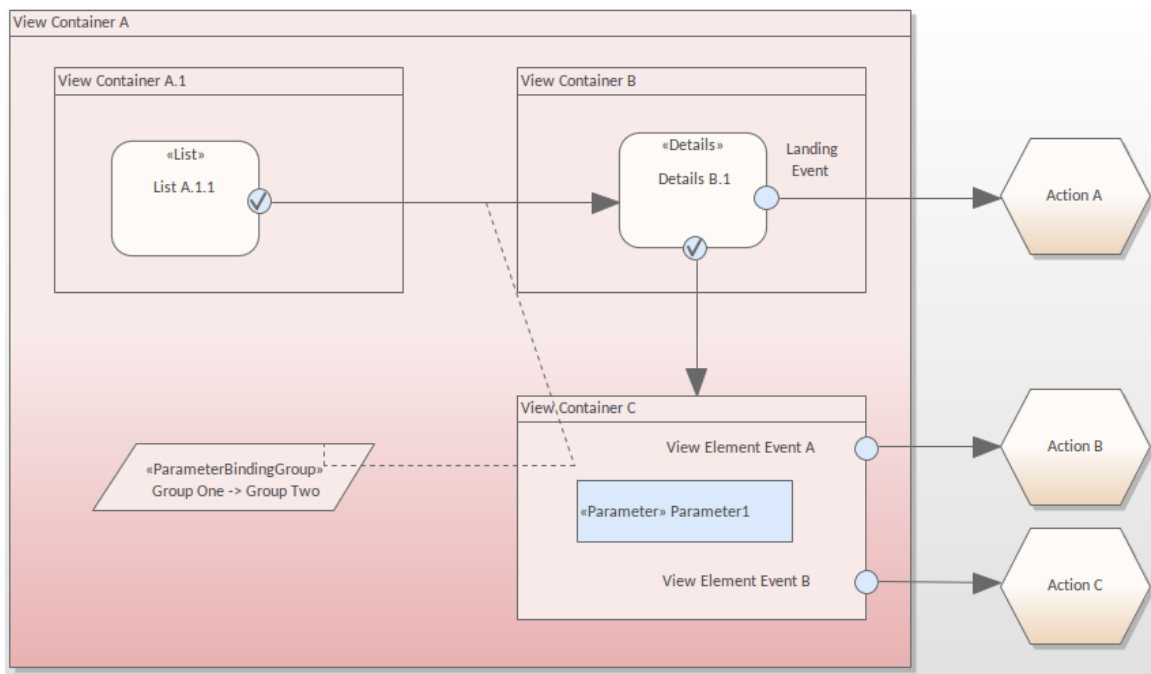 View Container A
View Container A.1
View Container B
«List»
List A.1.1
«Details»
Details B.1
Landing
Event
Action A
View Container C
View Element Event A
Action B
«ParameterBindingGroup»
Group One -> Group Two
«Parameter» Parameter1
View Element Event B
Action C